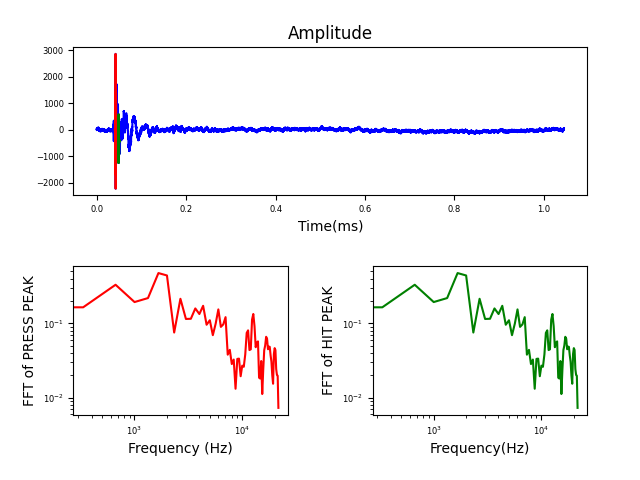 Amplitude
3000
2000
1000
0
−1000
−2000
0.0 0.2 0.4 0.6 0.8 1.0
Time(ms)
FFT of PRESS PEAK
10⁻¹
10⁻²
10³ 10⁴
Frequency (Hz)
FFT of HIT PEAK
10⁻¹
10⁻²
10³ 10⁴
Frequency(Hz)